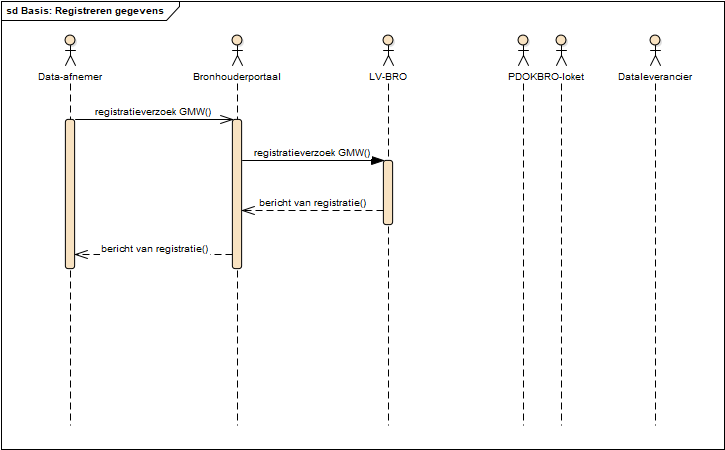 sd Basis: Registreren gegevens
Data-afnemer
Bronhouderportaal
LV-BRO
PDOK
BRO-loket
Dataleverancier
registratieverzoek GMW()
registratieverzoek GMW()
bericht van registratie()
bericht van registratie()